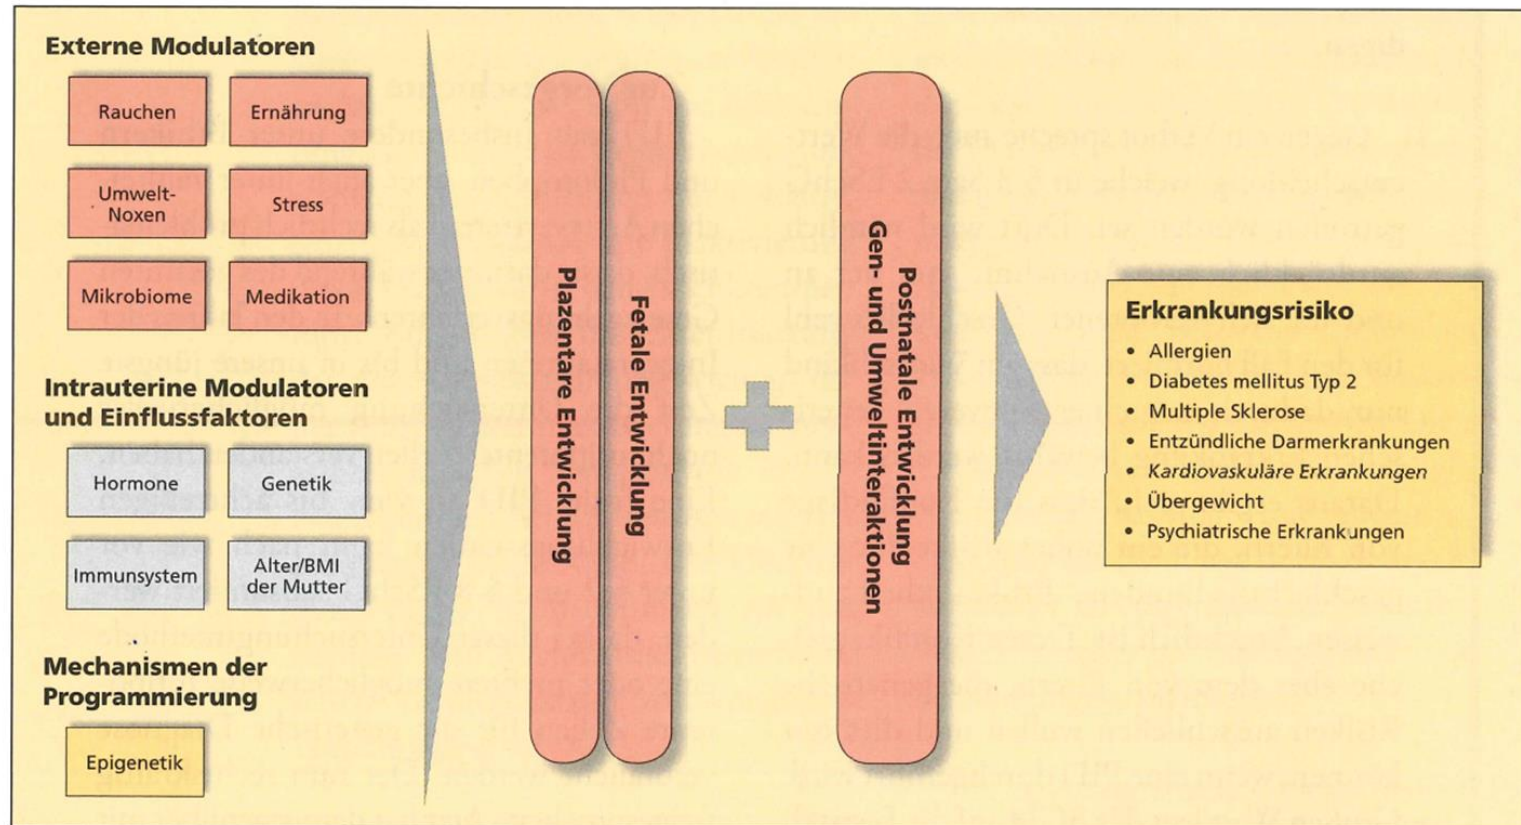 Externe Modulatoren
Rauchen
Ernährung
Umwelt-
Noxen
Stress
Mikrobiome
Medikation
Intrauterine Modulatoren
und Einflussfaktoren
Hormone
Genetik
Immunsystem
Alter/BMI
der Mutter
Mechanismen der
Programmierung
Epigenetik
Plazentare Entwicklung
Fetale Entwicklung
Postnatale Entwicklung
Gen- und Umweltinteraktionen
Erkrankungsrisiko
• Allergien
• Diabetes mellitus Typ 2
• Multiple Sklerose
• Entzündliche Darmerkrankungen
• Kardiovaskuläre Erkrankungen
• Übergewicht
• Psychiatrische Erkrankungen